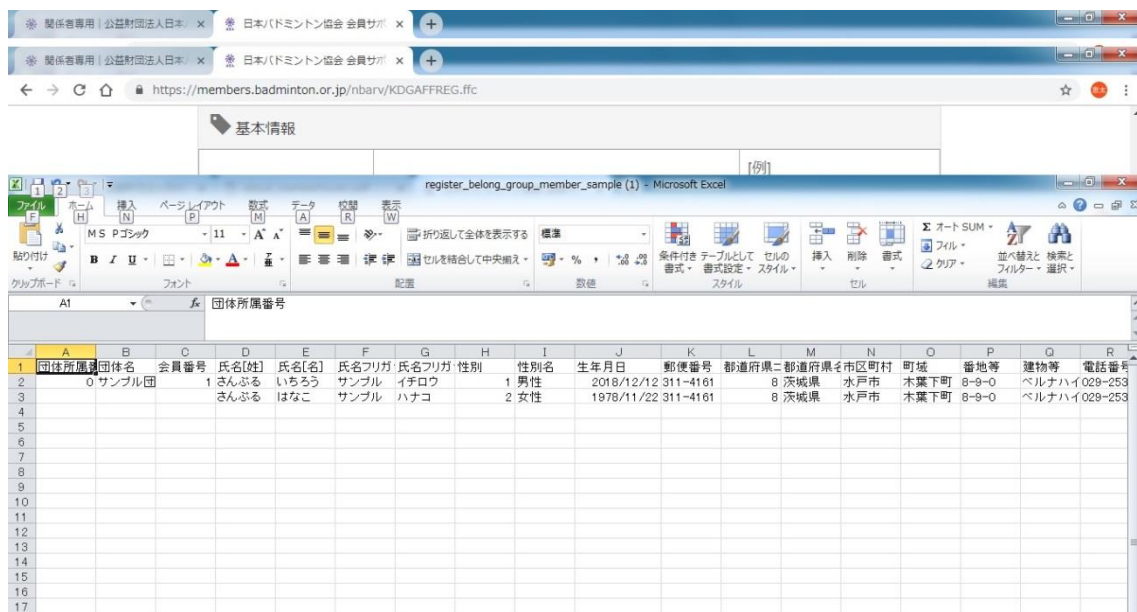 関係者専用 | 公益財団法人日本 × 日本バドミントン協会 会員サポ × +
関係者専用 | 公益財団法人日本 × 日本バドミントン協会 会員サポ × +
https://members.badminton.or.jp/nbarv/KDGAFFREG.ffc
基本情報
[例]
register_belong_group_member_sample (1) - Microsoft Excel
1 2 3
ファイル ホーム 挿入 ページレイアウト 数式 データ 校閲 表示
F H N P M A R W
MS Pゴシック 11 A A 折り返して全体を表示する 標準 Σ オート SUM
フィル
貼り付け B I U A セルを結合して中央揃え % , 条件付き書式 テーブルとして書式設定 セルのスタイル 挿入 削除 書式 クリア 並べ替えと フィルター 検索と 選択
クリップボード フォント 配置 数値 スタイル セル 編集
A1 fx 団体所属番号
A B C D E F G H I J K L M N O P Q R
1 団体所属番 団体名 会員番号 氏名[姓] 氏名[名] 氏名フリガ 氏名フリガ 性別 性別名 生年月日 郵便番号 都道府県コ 都道府県名 市区町村 町域 番地等 建物等 電話番号
2 0 サンプル団 1 さんぷる いちろう サンプル イチロウ 1 男性 2018/12/12 311-4161 8 茨城県 水戸市 木葉下町 8-9-0 ベルナハイ 029-253
3 さんぷる はなこ サンプル ハナコ 2 女性 1978/11/22 311-4161 8 茨城県 水戸市 木葉下町 8-9-0 ベルナハイ 029-253
4
5
6
7
8
9
10
11
12
13
14
15
16
17